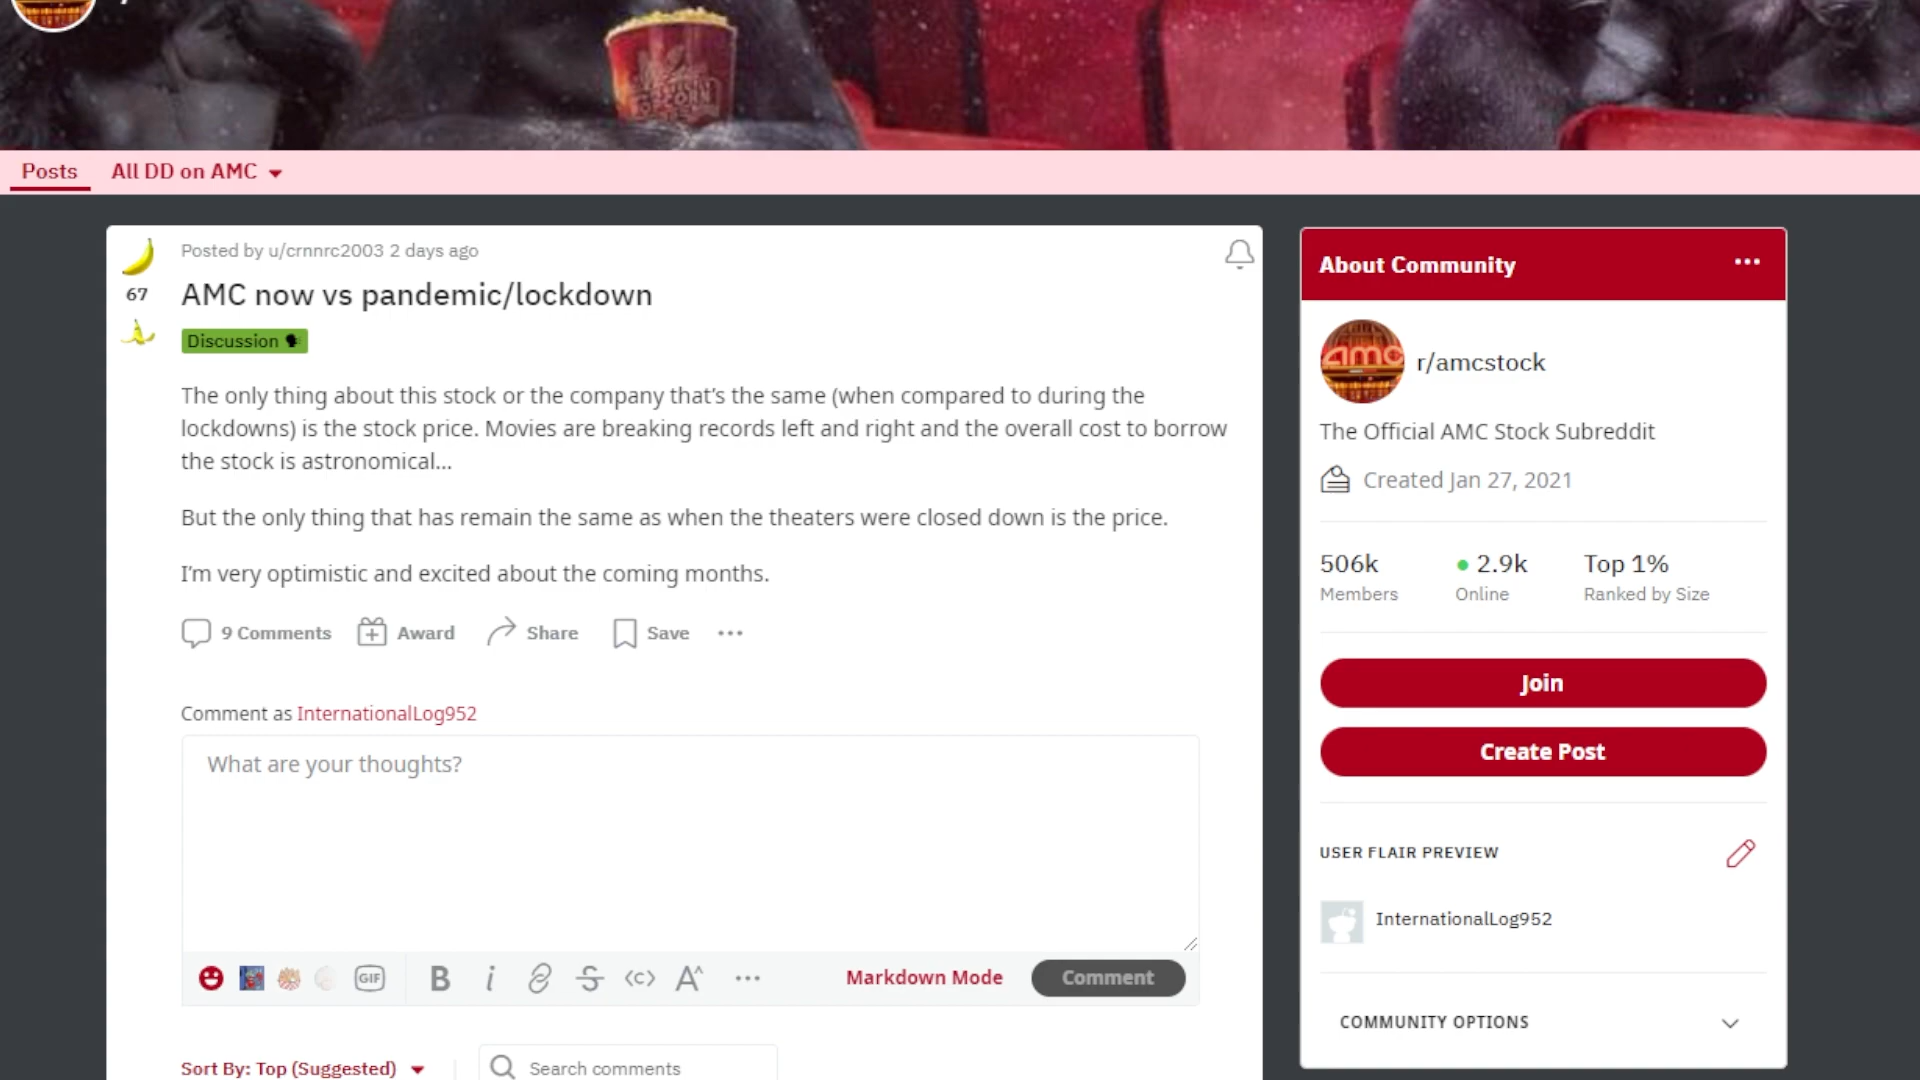 Posts
All DD on AMC
Posted by u/crnnrc2003 2 days ago
67
AMC now vs pandemic/lockdown
Discussion
The only thing about this stock or the company that's the same (when compared to during the
lockdowns) is the stock price. Movies are breaking records left and right and the overall cost to borrow
the stock is astronomical...
But the only thing that has remain the same as when the theaters were closed down is the price.
I'm very optimistic and excited about the coming months.
9 Comments
Award
Share
Save
Comment as InternationalLog952
What are your thoughts?
GIF
B
i
S
<c>
A^
Markdown Mode
Comment
Sort By: Top (Suggested)
Search comments
About Community
amc
r/amcstock
The Official AMC Stock Subreddit
Created Jan 27, 2021
506k
2.9k
Top 1%
Members
Online
Ranked by Size
Join
Create Post
USER FLAIR PREVIEW
InternationalLog952
COMMUNITY OPTIONS